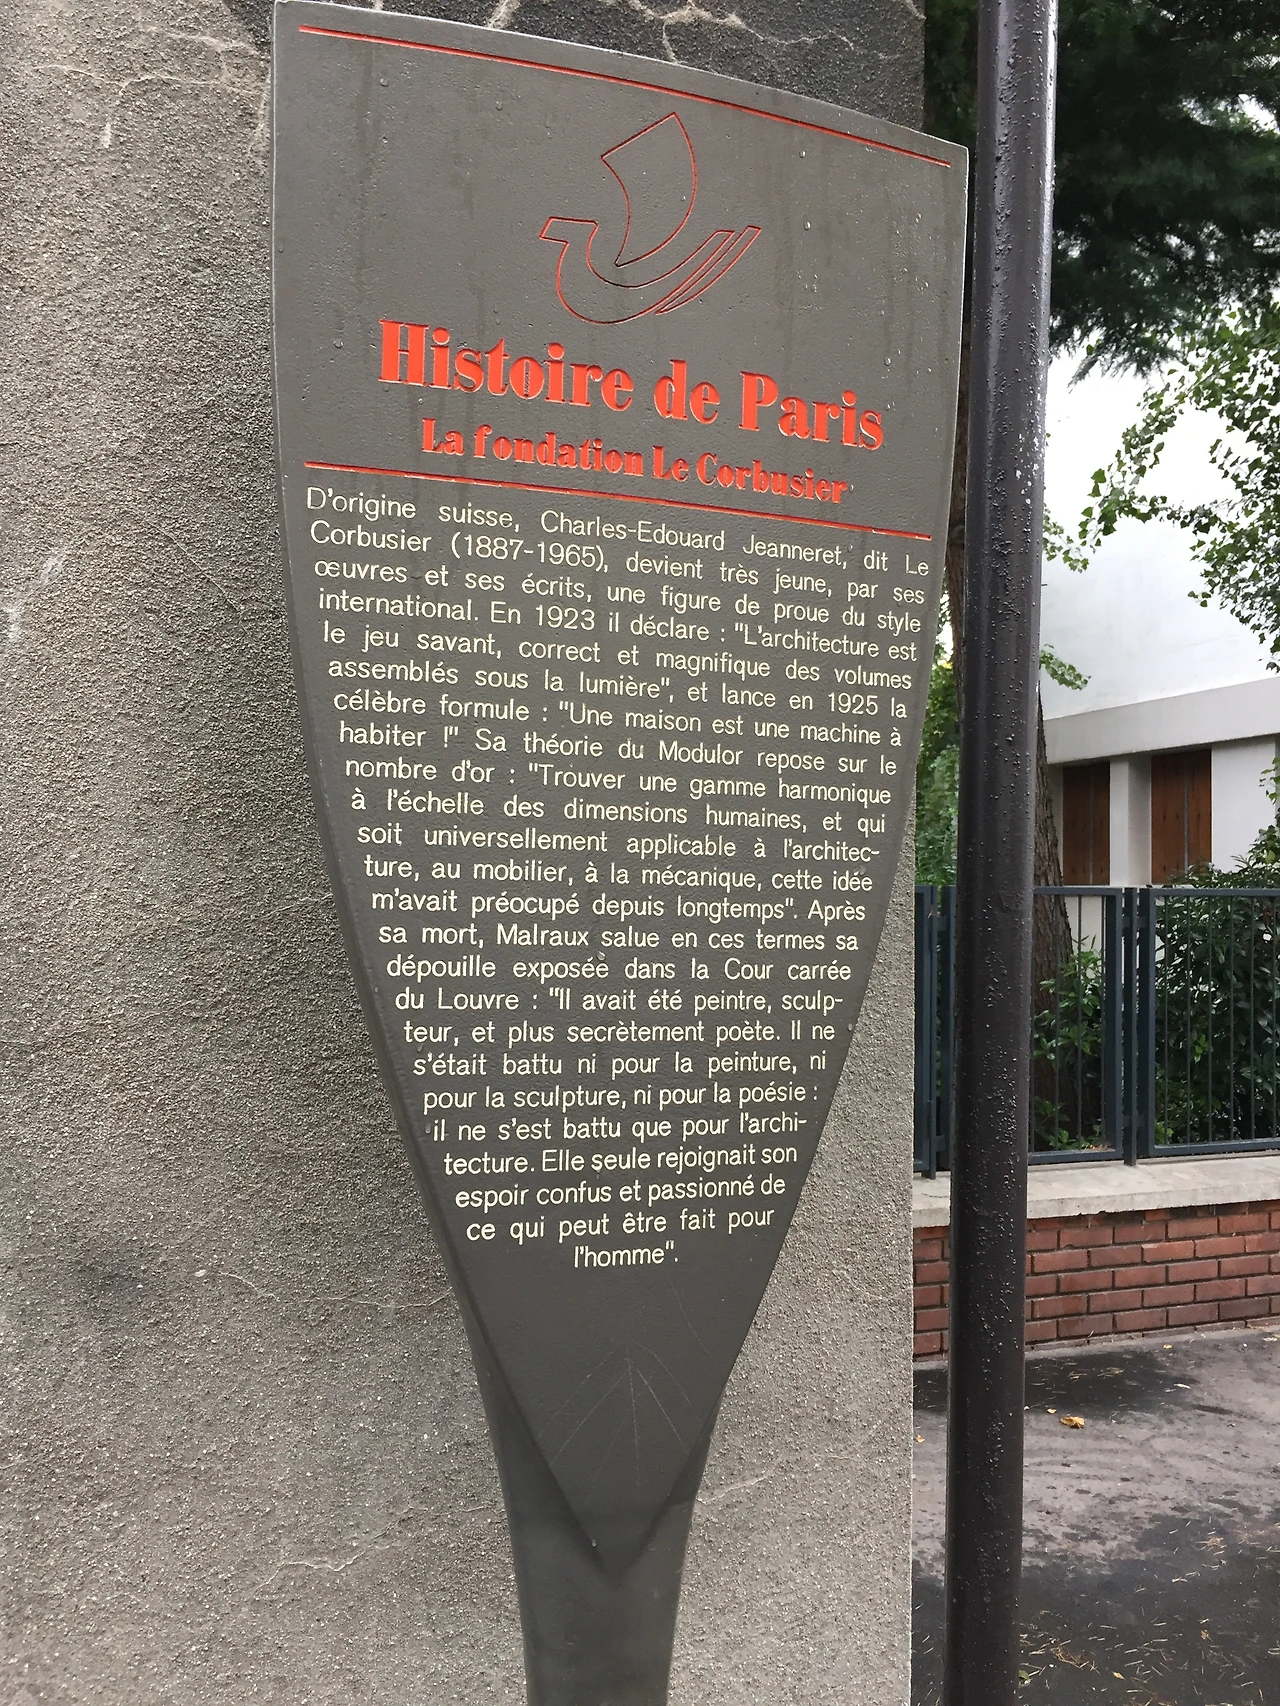 Histoire de Paris
La fondation Le Corbusier
D'origine suisse, Charles-Edouard Jeanneret, dit Le
Corbusier (1887-1965), devient très jeune, par ses
œuvres et ses écrits, une figure de proue du style
international. En 1923 il déclare : "L'architecture est
le jeu savant, correct et magnifique des volumes
assemblés sous la lumière", et lance en 1925 la
célèbre formule : "Une maison est une machine à
habiter !" Sa théorie du Modulor repose sur le
nombre d'or : "Trouver une gamme harmonique
à l'échelle des dimensions humaines, et qui
soit universellement applicable à l'architec-
ture, au mobilier, à la mécanique, cette idée
m'avait préocupé depuis longtemps". Après
sa mort, Malraux salue en ces termes sa
dépouille exposée dans la Cour carrée
du Louvre : "Il avait été peintre, sculp-
teur, et plus secrètement poète. Il ne
s'était battu ni pour la peinture, ni
pour la sculpture, ni pour la poésie :
il ne s'est battu que pour l'archi-
tecture. Elle seule rejoignait son
espoir confus et passionné de
ce qui peut être fait pour
l'homme".